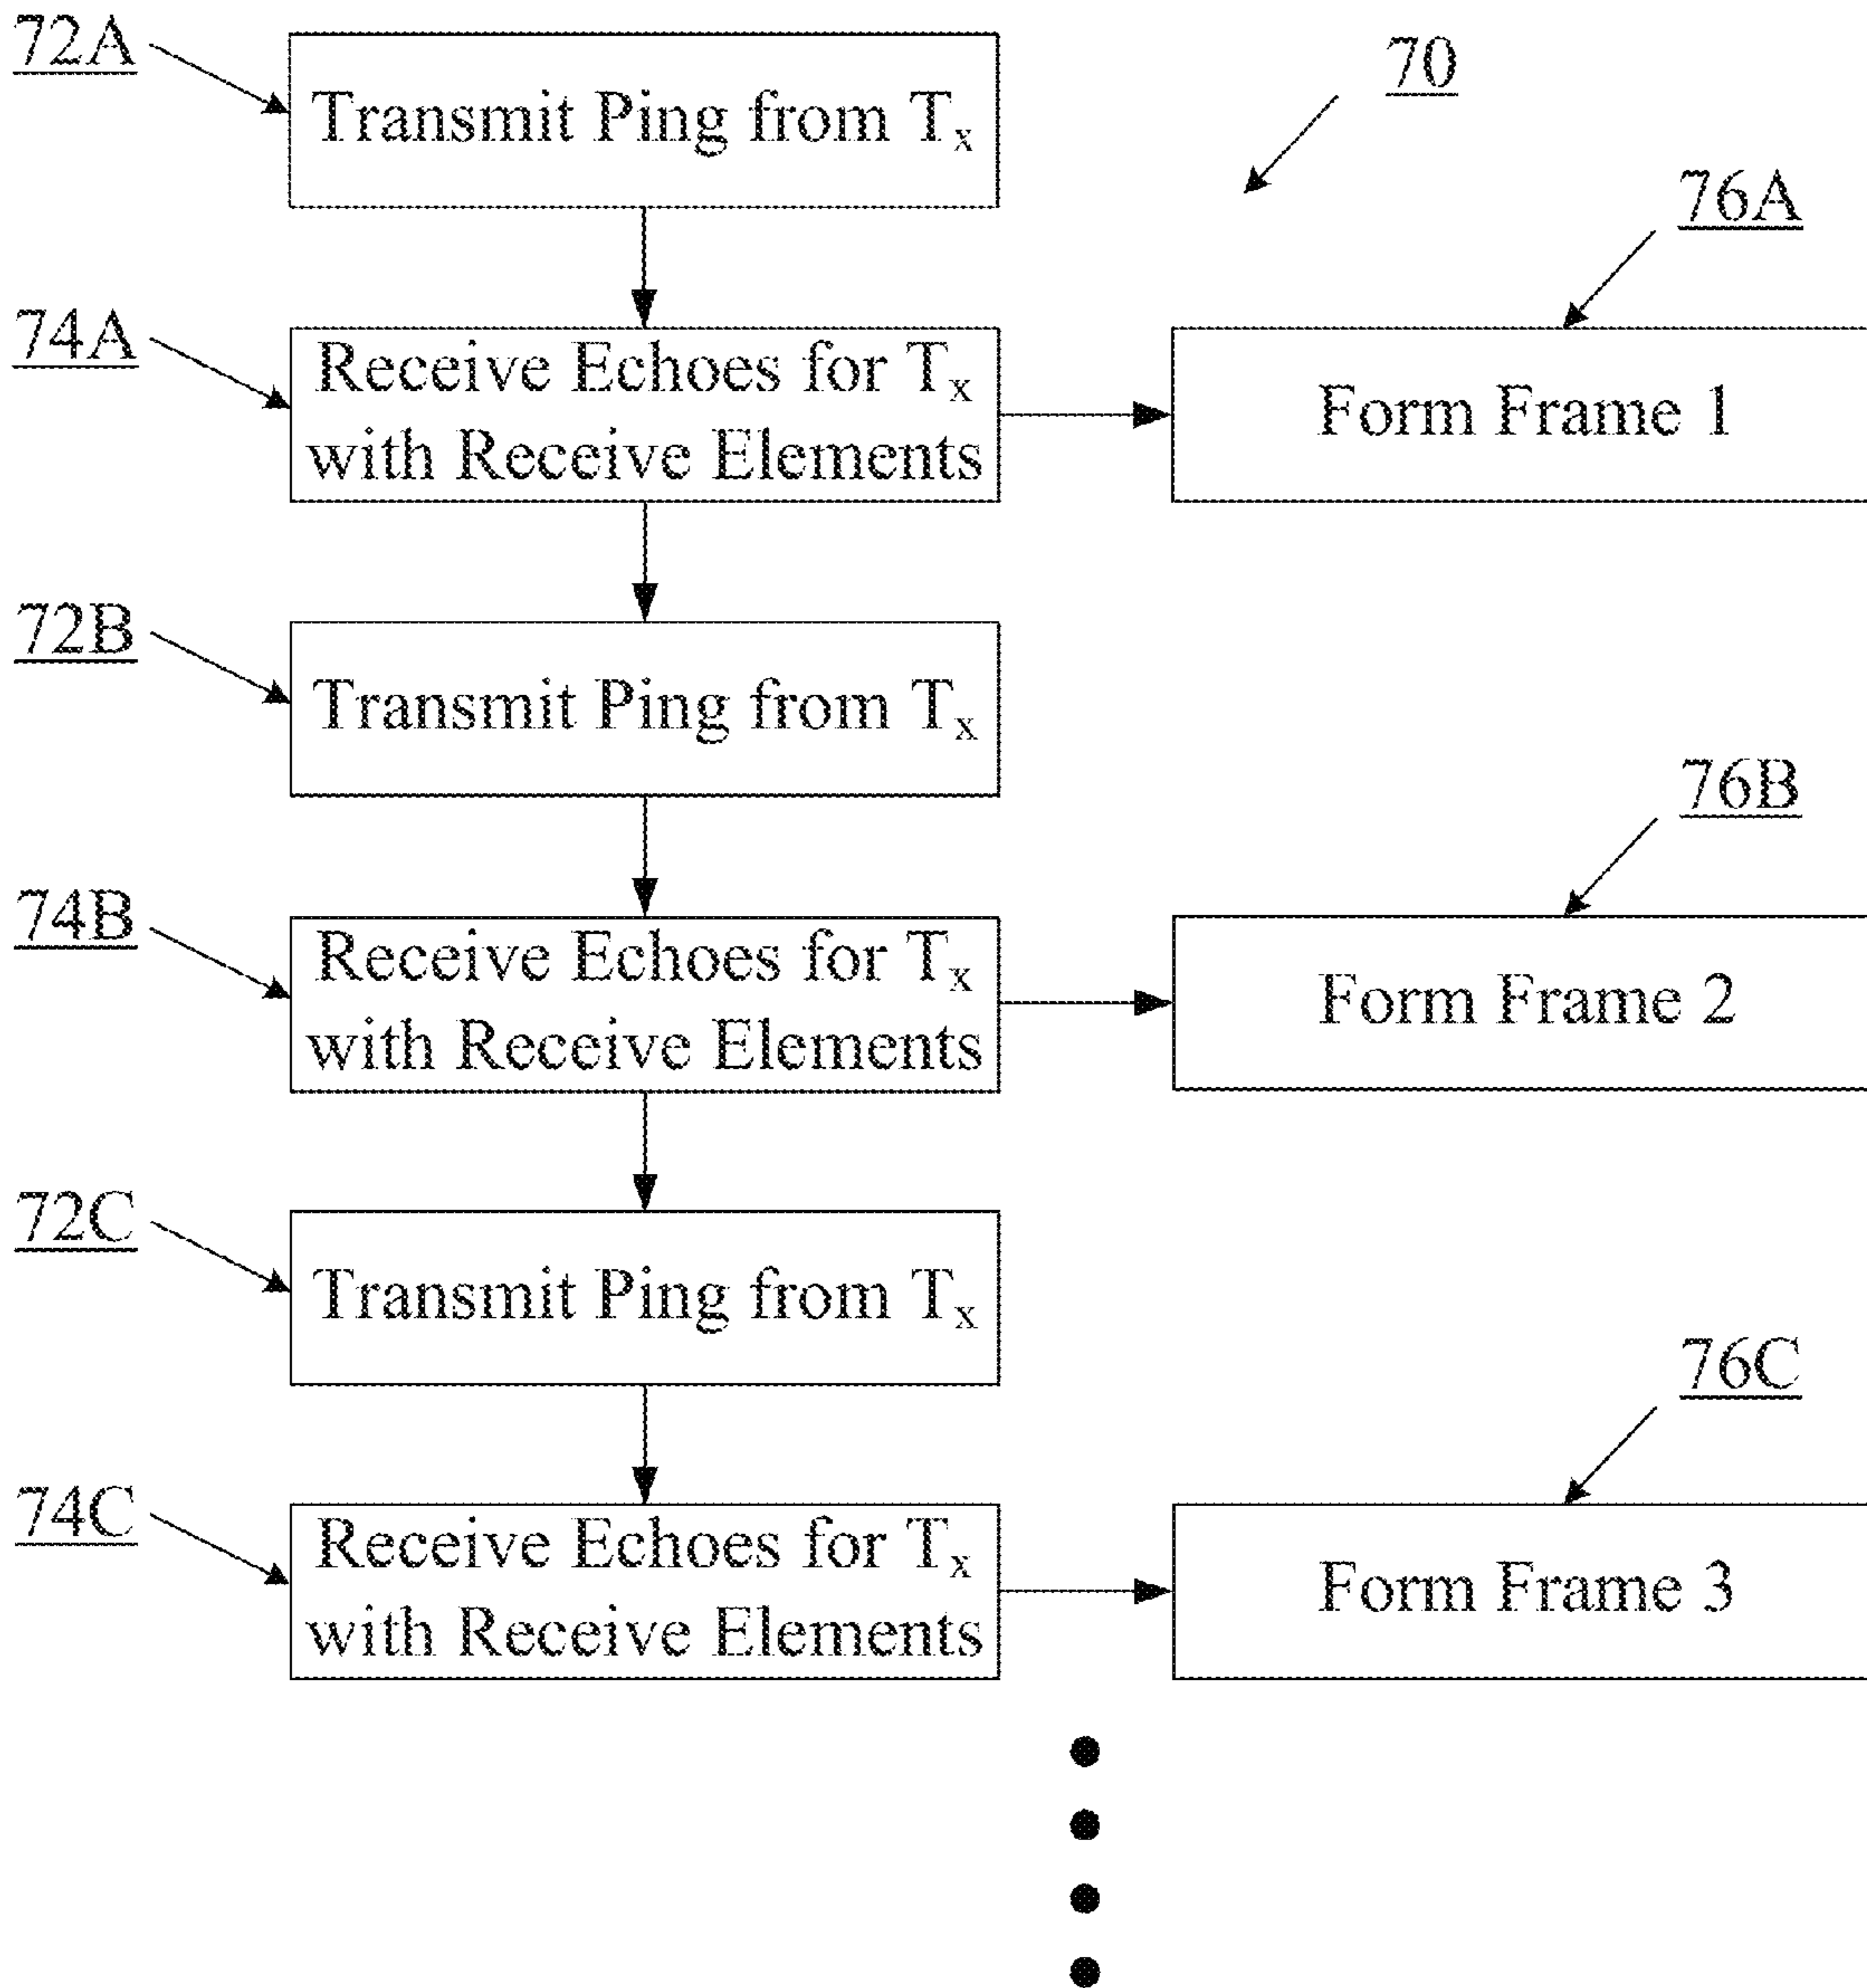 72A
Transmit Ping from Tₓ
70
76A
74A
Receive Echoes for Tₓ
with Receive Elements
Form Frame 1
72B
Transmit Ping from Tₓ
76B
74B
Receive Echoes for Tₓ
with Receive Elements
Form Frame 2
72C
Transmit Ping from Tₓ
76C
74C
Receive Echoes for Tₓ
with Receive Elements
Form Frame 3